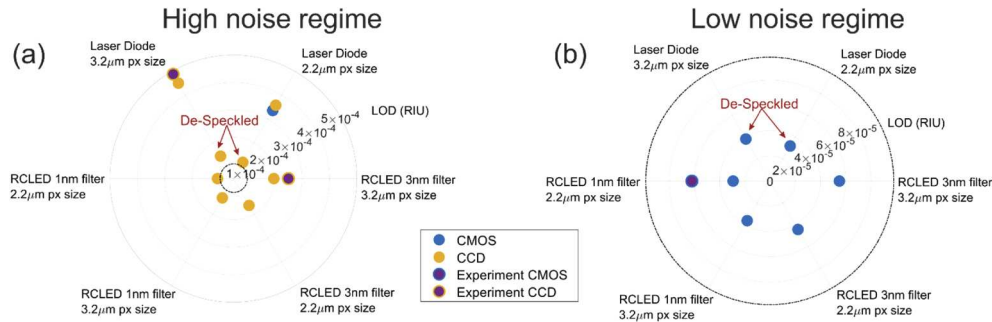 High noise regime
Low noise regime
(a)
Laser Diode
3.2μm px size
Laser Diode
2.2μm px size
LOD (RIU)
5×10⁻⁴
4×10⁻⁴
3×10⁻⁴
2×10⁻⁴
1×10⁻⁴
De-Speckled
RCLED 1nm filter
2.2μm px size
RCLED 3nm filter
3.2μm px size
RCLED 1nm filter
3.2μm px size
RCLED 3nm filter
2.2μm px size
CMOS
CCD
Experiment CMOS
Experiment CCD
(b)
Laser Diode
3.2μm px size
Laser Diode
2.2μm px size
LOD (RIU)
8×10⁻⁵
6×10⁻⁵
4×10⁻⁵
2×10⁻⁵
0
De-Speckled
RCLED 1nm filter
2.2μm px size
RCLED 3nm filter
3.2μm px size
RCLED 1nm filter
3.2μm px size
RCLED 3nm filter
2.2μm px size